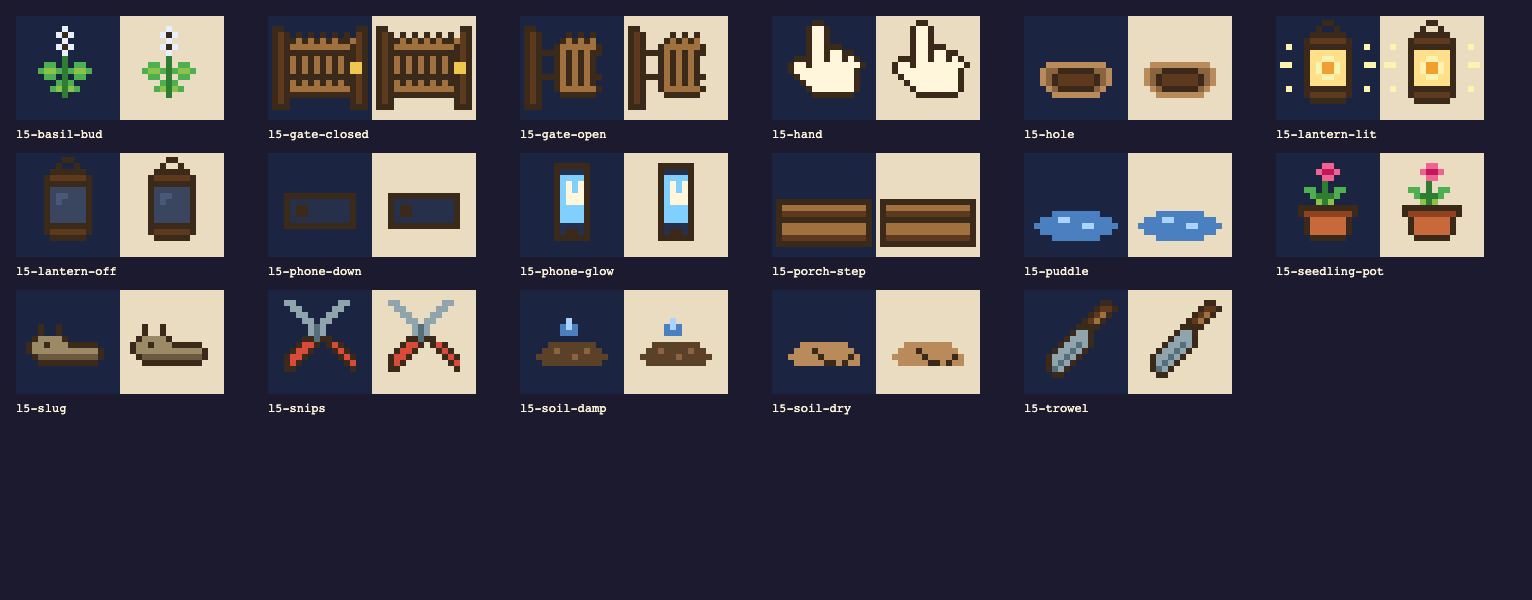 15-basil-bud
15-gate-closed
15-gate-open
15-hand
15-hole
15-lantern-lit
15-lantern-off
15-phone-down
15-phone-glow
15-porch-step
15-puddle
15-seedling-pot
15-slug
15-snips
15-soil-damp
15-soil-dry
15-trowel